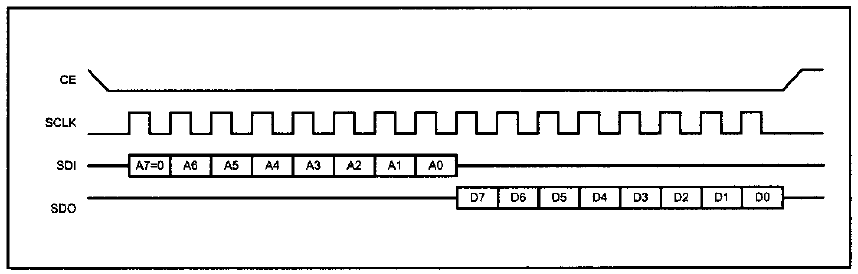 CE
SCLK
SDI A7=0 A6 A5 A4 A3 A2 A1 A0
SDO D7 D6 D5 D4 D3 D2 D1 D0